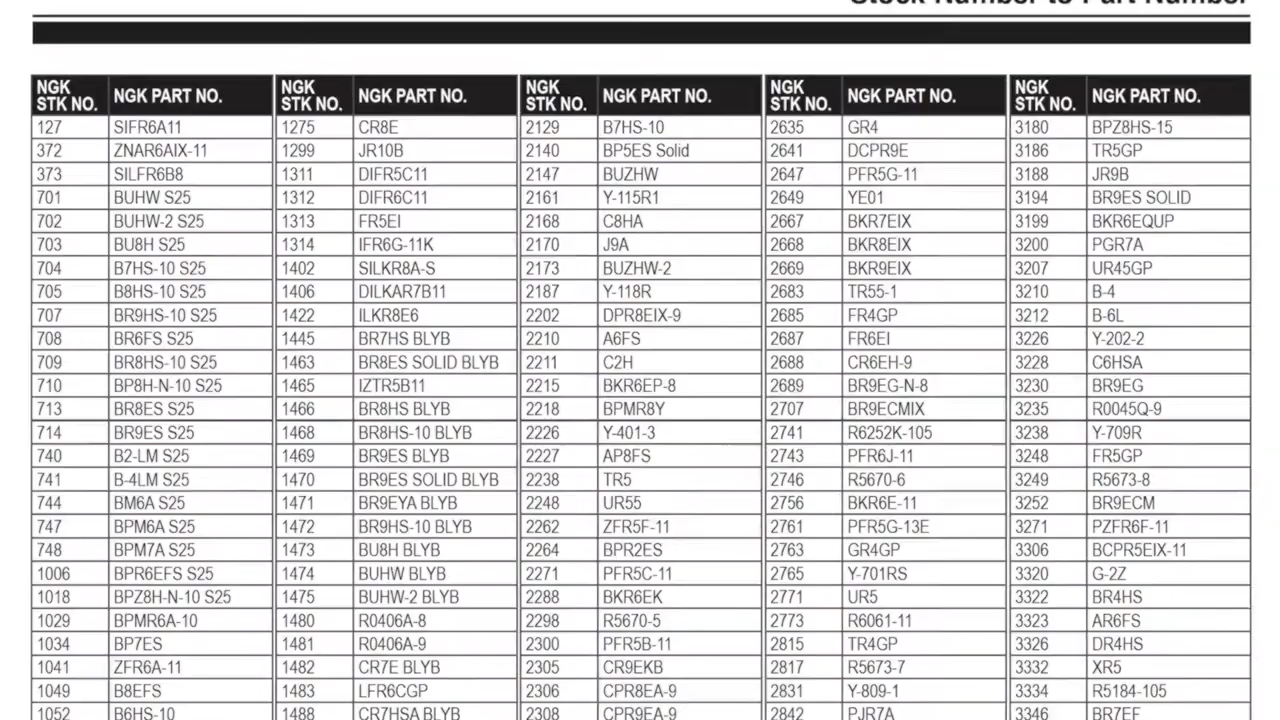 Stock Number to Part Number
NGK STK NO. NGK PART NO. NGK STK NO. NGK PART NO. NGK STK NO. NGK PART NO. NGK STK NO. NGK PART NO. NGK STK NO. NGK PART NO.
127 SIFR6A11 1275 CR8E 2129 B7HS-10 2635 GR4 3180 BPZ8HS-15
372 ZNAR6AIX-11 1299 JR10B 2140 BP5ES Solid 2641 DCPR9E 3186 TR5GP
373 SILFR6B8 1311 DIFR5C11 2147 BUZHW 2647 PFR5G-11 3188 JR9B
701 BUHW S25 1312 DIFR6C11 2161 Y-115R1 2649 YE01 3194 BR9ES SOLID
702 BUHW-2 S25 1313 FR5EI 2168 C8HA 2667 BKR7EIX 3199 BKR6EQUP
703 BU8H S25 1314 IFR6G-11K 2170 J9A 2668 BKR8EIX 3200 PGR7A
704 B7HS-10 S25 1402 SILKR8A-S 2173 BUZHW-2 2669 BKR9EIX 3207 UR45GP
705 B8HS-10 S25 1406 DILKAR7B11 2187 Y-118R 2683 TR55-1 3210 B-4
707 BR9HS-10 S25 1422 ILKR8E6 2202 DPR8EIX-9 2685 FR4GP 3212 B-6L
708 BR6FS S25 1445 BR7HS BLYB 2210 A6FS 2687 FR6EI 3226 Y-202-2
709 BR8HS-10 S25 1463 BR8ES SOLID BLYB 2211 C2H 2688 CR6EH-9 3228 C6HSA
710 BP8H-N-10 S25 1465 IZTR5B11 2215 BKR6EP-8 2689 BR9EG-N-8 3230 BR9EG
713 BR8ES S25 1466 BR8HS BLYB 2218 BPMR8Y 2707 BR9ECMIX 3235 R0045Q-9
714 BR9ES S25 1468 BR8HS-10 BLYB 2226 Y-401-3 2741 R6252K-105 3238 Y-709R
740 B2-LM S25 1469 BR9ES BLYB 2227 AP8FS 2743 PFR6J-11 3248 FR5GP
741 B-4LM S25 1470 BR9ES SOLID BLYB 2238 TR5 2746 R5670-6 3249 R5673-8
744 BM6A S25 1471 BR9EYA BLYB 2248 UR55 2756 BKR6E-11 3252 BR9ECM
747 BPM6A S25 1472 BR9HS-10 BLYB 2262 ZFR5F-11 2761 PFR5G-13E 3271 PZFR6F-11
748 BPM7A S25 1473 BU8H BLYB 2264 BPR2ES 2763 GR4GP 3306 BCPR5EIX-11
1006 BPR6EFS S25 1474 BUHW BLYB 2271 PFR5C-11 2765 Y-701RS 3320 G-2Z
1018 BPZ8H-N-10 S25 1475 BUHW-2 BLYB 2288 BKR6EK 2771 UR5 3322 BR4HS
1029 BPMR6A-10 1480 R0406A-8 2298 R5670-5 2773 R6061-11 3323 AR6FS
1034 BP7ES 1481 R0406A-9 2300 PFR5B-11 2815 TR4GP 3326 DR4HS
1041 ZFR6A-11 1482 CR7E BLYB 2305 CR9EKB 2817 R5673-7 3332 XR5
1049 B8EFS 1483 LFR6CGP 2306 CPR8EA-9 2831 Y-809-1 3334 R5184-105
1052 B6HS-10 1488 CR7HSA BLYB 2308 CPR9EA-9 2842 PJR7A 3346 BR7EF